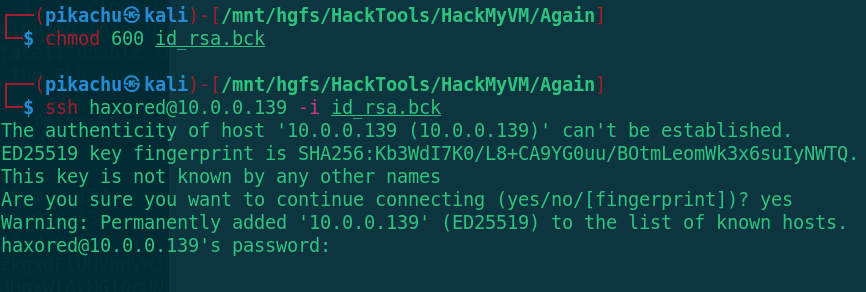 ┌──(pikachu㉿kali)-[/mnt/hgfs/HackTools/HackMyVM/Again]
└─$ chmod 600 id_rsa.bck
┌──(pikachu㉿kali)-[/mnt/hgfs/HackTools/HackMyVM/Again]
└─$ ssh haxored@10.0.0.139 -i id_rsa.bck
The authenticity of host '10.0.0.139 (10.0.0.139)' can't be established.
ED25519 key fingerprint is SHA256:Kb3WdI7K0/L8+CA9YG0uu/BOtmLeomWk3x6suIyNWTQ.
This key is not known by any other names
Are you sure you want to continue connecting (yes/no/[fingerprint])? yes
Warning: Permanently added '10.0.0.139' (ED25519) to the list of known hosts.
haxored@10.0.0.139's password: